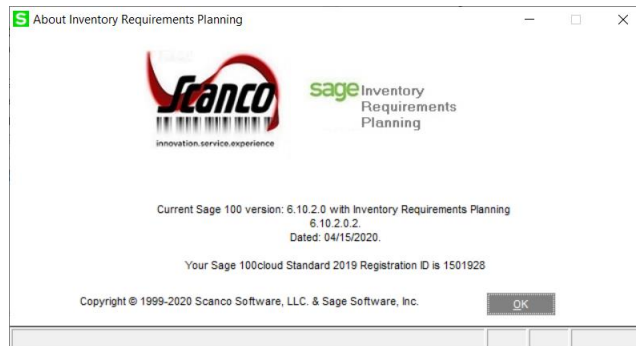 S About Inventory Requirements Planning
Scanco
innovation.service.experience
sage Inventory
Requirements
Planning
Current Sage 100 version: 6.10.2.0 with Inventory Requirements Planning
6.10.2.0.2.
Dated: 04/15/2020.
Your Sage 100cloud Standard 2019 Registration ID is 1501928
Copyright © 1999-2020 Scanco Software, LLC. & Sage Software, Inc.
OK